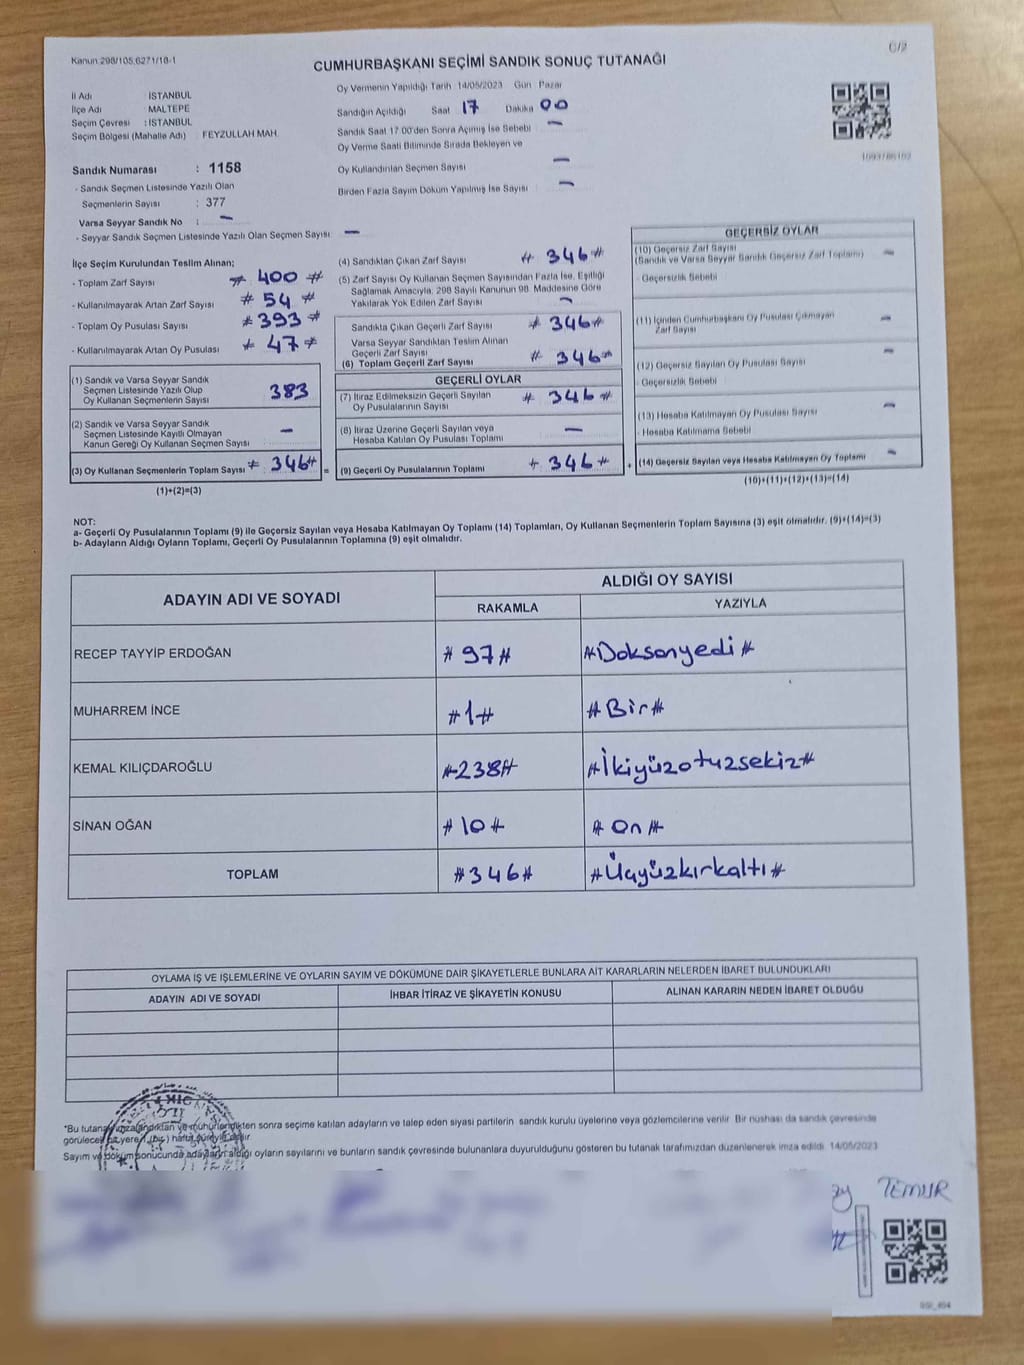 Kanun:298/105,6271/18-1
6/2
CUMHURBAŞKANI SEÇİMİ SANDIK SONUÇ TUTANAĞI
İl Adı : İSTANBUL
İlçe Adı : MALTEPE
Seçim Çevresi : İSTANBUL
Seçim Bölgesi (Mahalle Adı) FEYZULLAH MAH.
Oy Vermenin Yapıldığı Tarih 14/05/2023 Gün Pazar
Sandığın Açıldığı Saat 17 Dakika 00
Sandık Saat 17:00'den Sonra Açılmış İse Sebebi –
Oy Verme Saati Bitiminde Sırada Bekleyen ve
Oy Kullandırılan Seçmen Sayısı –
Birden Fazla Sayım Döküm Yapılmış İse Sayısı –
Sandık Numarası : 1158
- Sandık Seçmen Listesinde Yazılı Olan
Seçmenlerin Sayısı : 377
Varsa Seyyar Sandık No : –
- Seyyar Sandık Seçmen Listesinde Yazılı Olan Seçmen Sayısı –
İlçe Seçim Kurulundan Teslim Alınan;
- Toplam Zarf Sayısı # 400 #
- Kullanılmayarak Artan Zarf Sayısı # 54 #
- Toplam Oy Pusulası Sayısı # 393 #
- Kullanılmayarak Artan Oy Pusulası # 47 #
(1) Sandık ve Varsa Seyyar Sandık
Seçmen Listesinde Yazılı Olup
Oy Kullanan Seçmenlerin Sayısı 383
(2) Sandık ve Varsa Seyyar Sandık
Seçmen Listesinde Kayıtlı Olmayan
Kanun Gereği Oy Kullanan Seçmen Sayısı –
(3) Oy Kullanan Seçmenlerin Toplam Sayısı # 346 # =
(1)+(2)=(3)
(4) Sandıktan Çıkan Zarf Sayısı # 346 #
(5) Zarf Sayısı Oy Kullanan Seçmen Sayısından Fazla İse, Eşitliği
Sağlamak Amacıyla, 298 Sayılı Kanunun 98. Maddesine Göre
Yakılarak Yok Edilen Zarf Sayısı –
Sandıkta Çıkan Geçerli Zarf Sayısı # 346 #
Varsa Seyyar Sandıktan Teslim Alınan
Geçerli Zarf Sayısı
(6) Toplam Geçerli Zarf Sayısı # 346 #
GEÇERLİ OYLAR
(7) İtiraz Edilmeksizin Geçerli Sayılan
Oy Pusulalarının Sayısı # 346 #
(8) İtiraz Üzerine Geçerli Sayılan veya
Hesaba Katılan Oy Pusulası Toplamı –
(9) Geçerli Oy Pusulalarının Toplamı # 346 # +
GEÇERSİZ OYLAR
(10) Geçersiz Zarf Sayısı
(Sandık ve Varsa Seyyar Sandık Geçersiz Zarf Toplamı) –
- Geçersizlik Sebebi
(11) İçinden Cumhurbaşkanı Oy Pusulası Çıkmayan
Zarf Sayısı –
(12) Geçersiz Sayılan Oy Pusulası Sayısı –
- Geçersizlik Sebebi
(13) Hesaba Katılmayan Oy Pusulası Sayısı –
- Hesaba Katılmama Sebebi
(14) Geçersiz Sayılan veya Hesaba Katılmayan Oy Toplamı –
(10)+(11)+(12)+(13)=(14)
NOT:
a- Geçerli Oy Pusulalarının Toplamı (9) ile Geçersiz Sayılan veya Hesaba Katılmayan Oy Toplamı (14) Toplamları, Oy Kullanan Seçmenlerin Toplam Sayısına (3) eşit olmalıdır. (9)+(14)=(3)
b- Adayların Aldığı Oyların Toplamı, Geçerli Oy Pusulalarının Toplamına (9) eşit olmalıdır.
ADAYIN ADI VE SOYADI
ALDIĞI OY SAYISI
RAKAMLA YAZIYLA
RECEP TAYYİP ERDOĞAN # 97 # #Doksanyedi #
MUHARREM İNCE #1# #Bir#
KEMAL KILIÇDAROĞLU #238# #İkiyüzotuzsekiz#
SİNAN OĞAN #10# #On#
TOPLAM #346# #Üçyüzkırkaltı#
OYLAMA İŞ VE İŞLEMLERİNE VE OYLARIN SAYIM VE DÖKÜMÜNE DAİR ŞİKAYETLERLE BUNLARA AİT KARARLARIN NELERDEN İBARET BULUNDUKLARI
ADAYIN ADI VE SOYADI İHBAR İTİRAZ VE ŞİKAYETİN KONUSU ALINAN KARARIN NEDEN İBARET OLDUĞU
*Bu tutanak imzalandıktan ve mühürlendikten sonra seçime katılan adayların ve talep eden siyasi partilerin sandık kurulu üyelerine veya gözlemcilerine verilir. Bir nüshası da sandık çevresinde
görülecek bir yere 1 (bir) hafta süreyle asılır
Sayım ve döküm sonucunda adayların aldığı oyların sayılarını ve bunların sandık çevresinde bulunanlara duyurulduğunu gösteren bu tutanak tarafımızdan düzenlenerek imza edildi. 14/05/2023
TEMUR